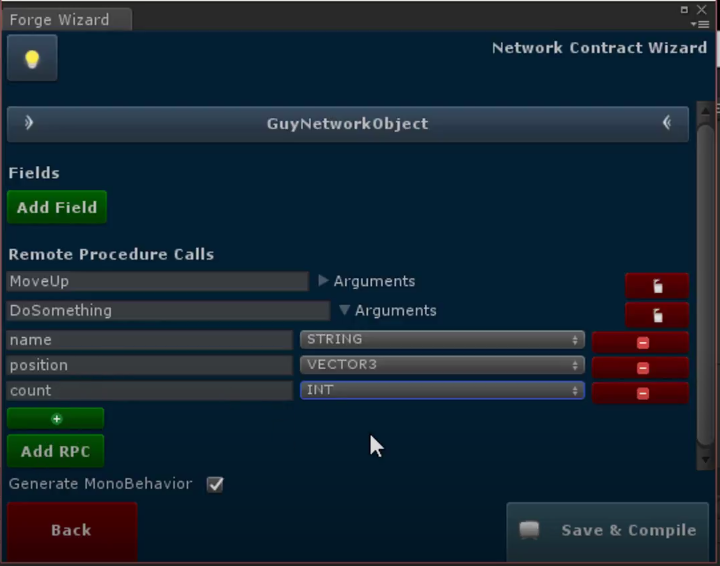 Forge Wizard
Network Contract Wizard
GuyNetworkObject
Fields
Add Field
Remote Procedure Calls
MoveUp Arguments
DoSomething Arguments
name STRING
position VECTOR3
count INT
Add RPC
Generate MonoBehavior
Back Save & Compile